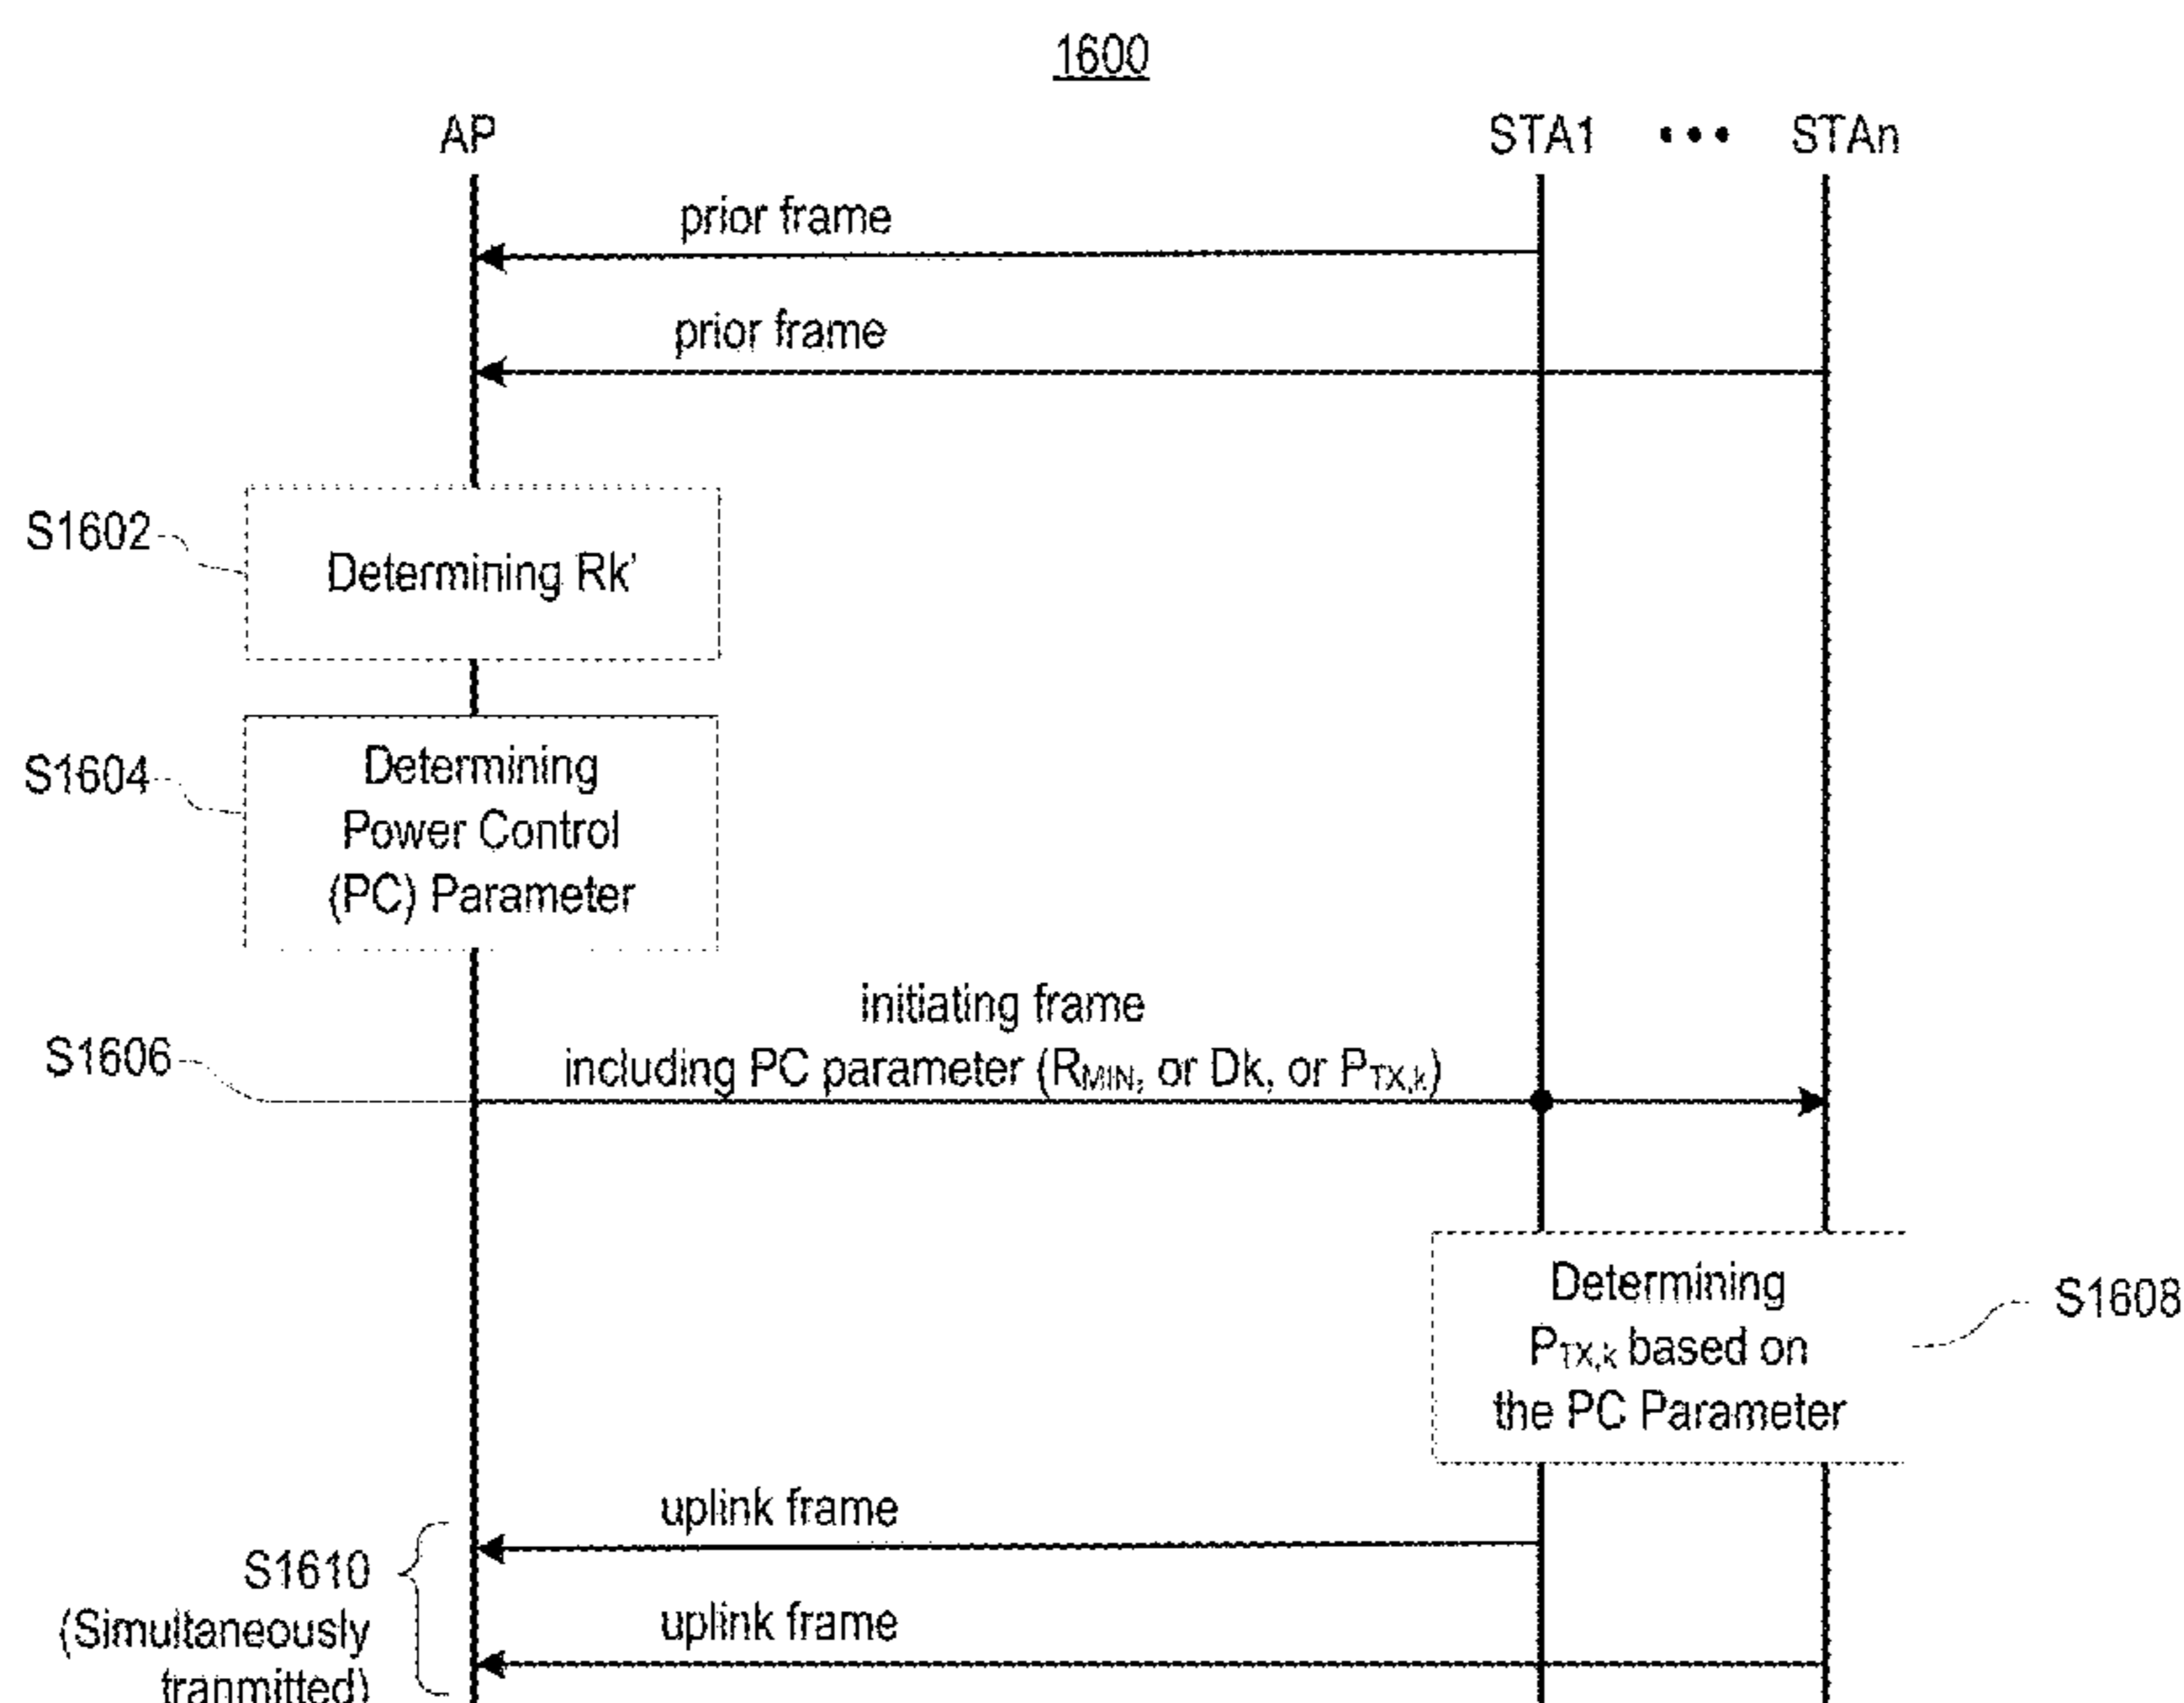 1600
AP
STA1 ••• STAn
prior frame
prior frame
S1602
Determining Rk'
S1604
Determining
Power Control
(PC) Parameter
initiating frame
S1606
including PC parameter (RMIN, or Dk, or PTX,k)
Determining
PTX,k based on
the PC Parameter
S1608
uplink frame
S1610
(Simultaneously
tranmitted)
uplink frame